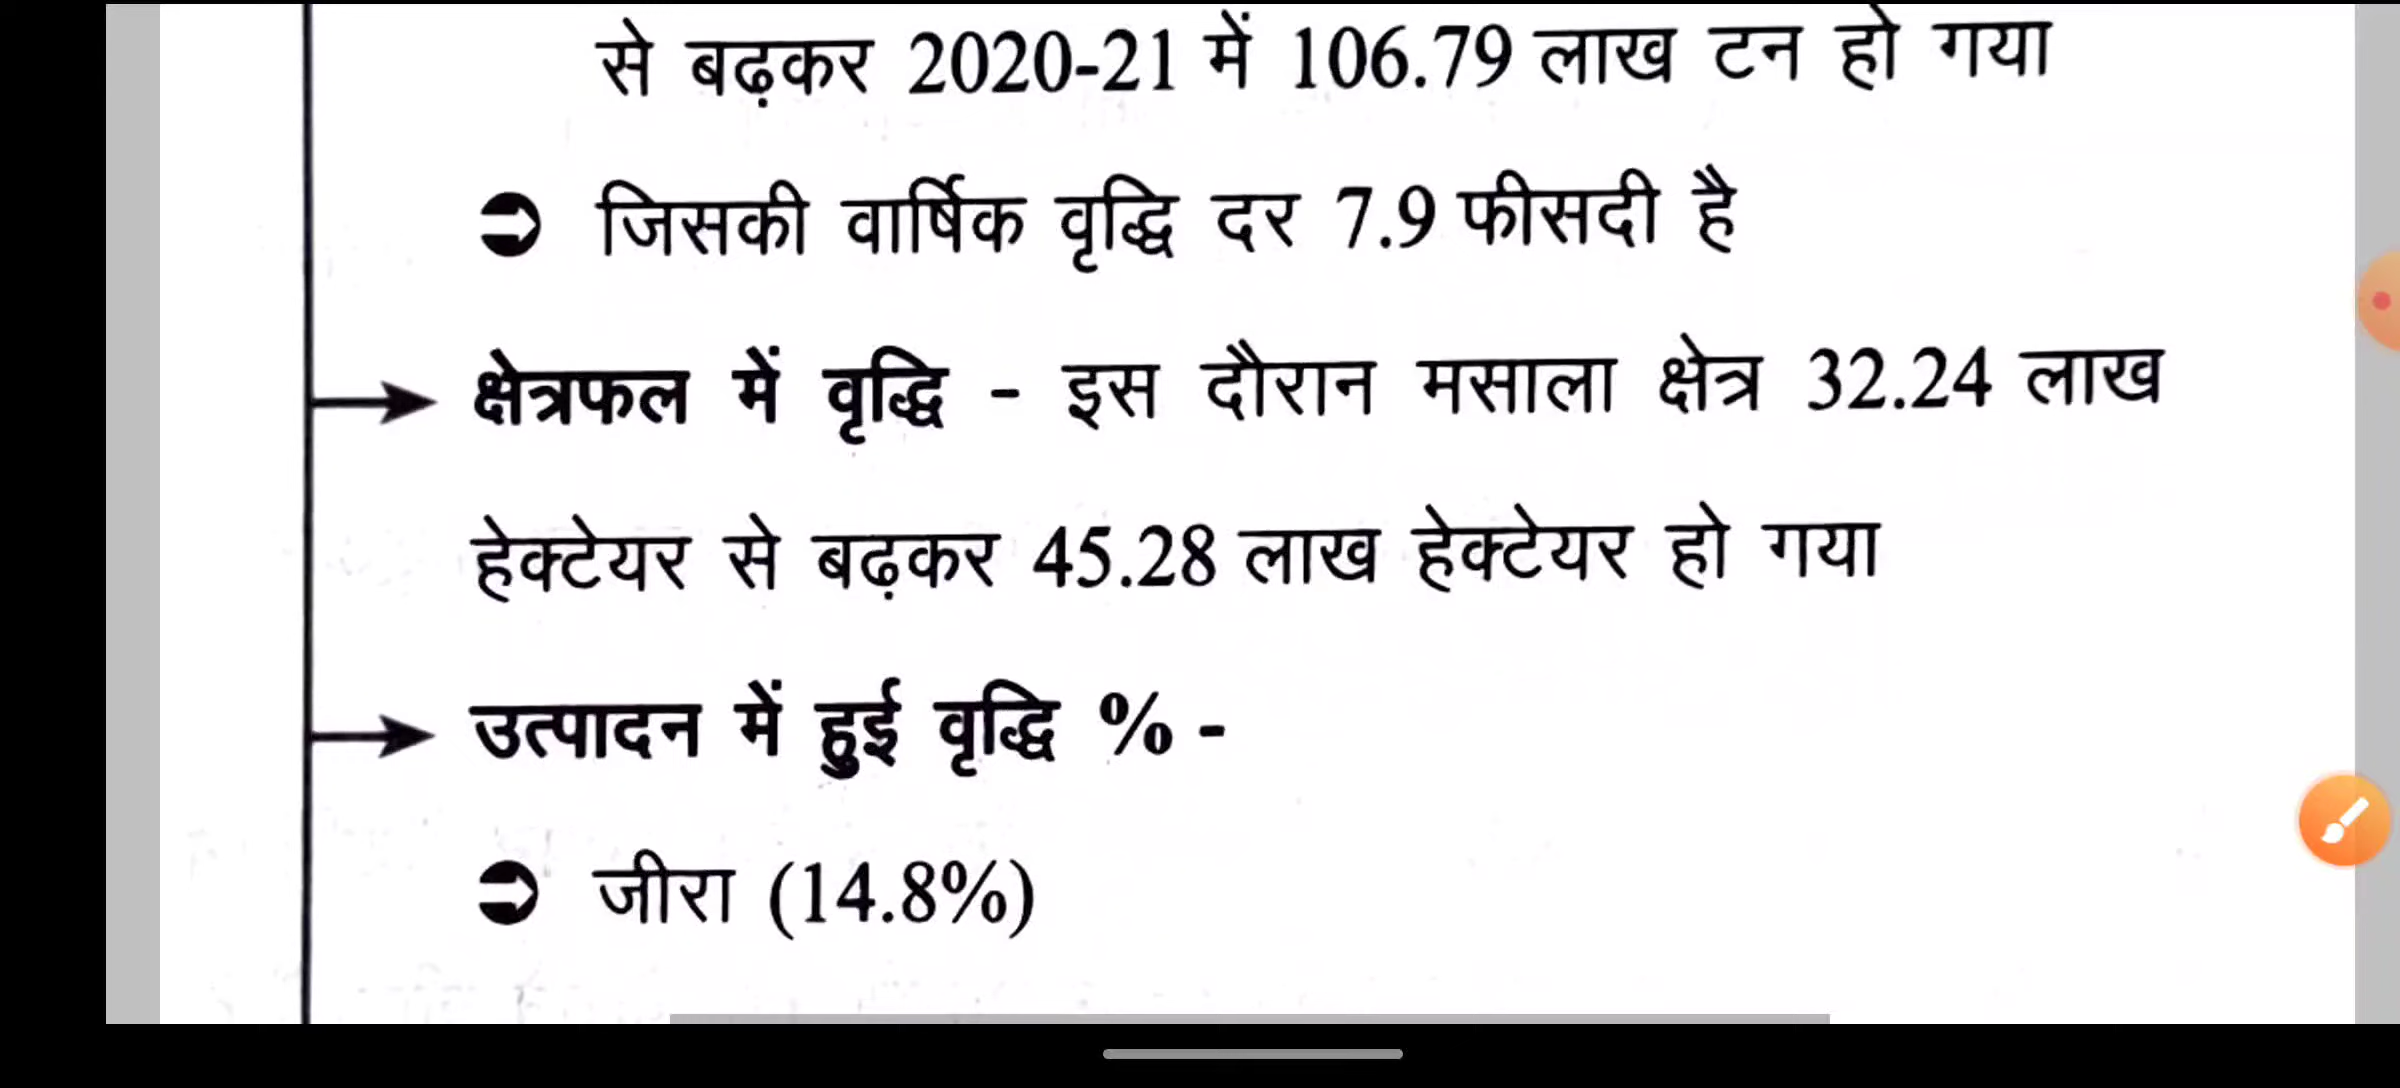 से बढ़कर 2020-21 में 106.79 लाख टन हो गया
➲ जिसकी वार्षिक वृद्धि दर 7.9 फीसदी है
क्षेत्रफल में वृद्धि - इस दौरान मसाला क्षेत्र 32.24 लाख
हेक्टेयर से बढ़कर 45.28 लाख हेक्टेयर हो गया
उत्पादन में हुई वृद्धि % -
➲ जीरा (14.8%)